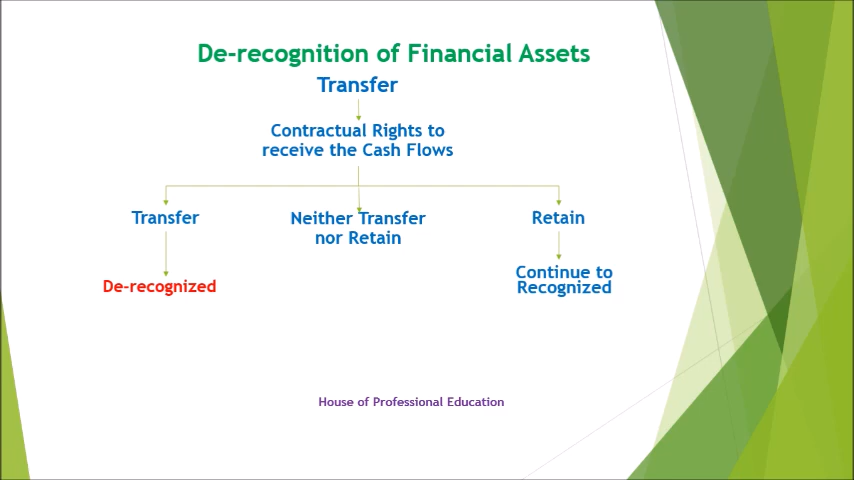 De-recognition of Financial Assets
Transfer
Contractual Rights to
receive the Cash Flows
Transfer
Neither Transfer
nor Retain
Retain
De-recognized
Continue to
Recognized
House of Professional Education